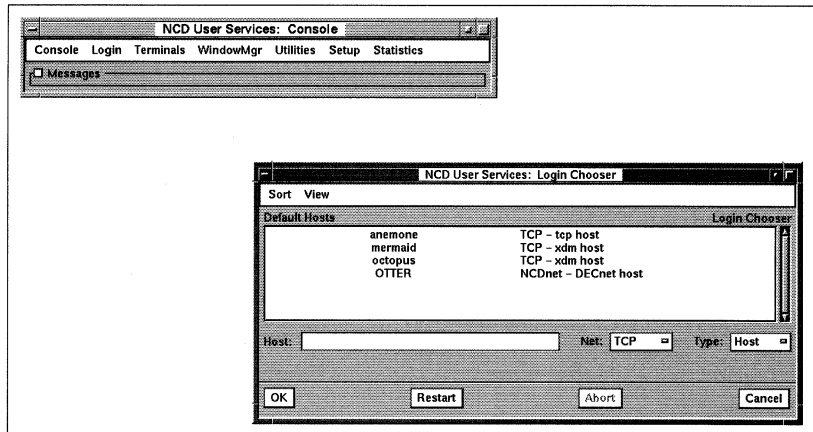 NCD User Services: Console
Console Login Terminals WindowMgr Utilities Setup Statistics
Messages
NCD User Services: Login Chooser
Sort View
Default Hosts Login Chooser
anemone TCP – tcp host
mermaid TCP – xdm host
octopus TCP – xdm host
OTTER NCDnet – DECnet host
Host: Net: TCP Type: Host
OK Restart Abort Cancel